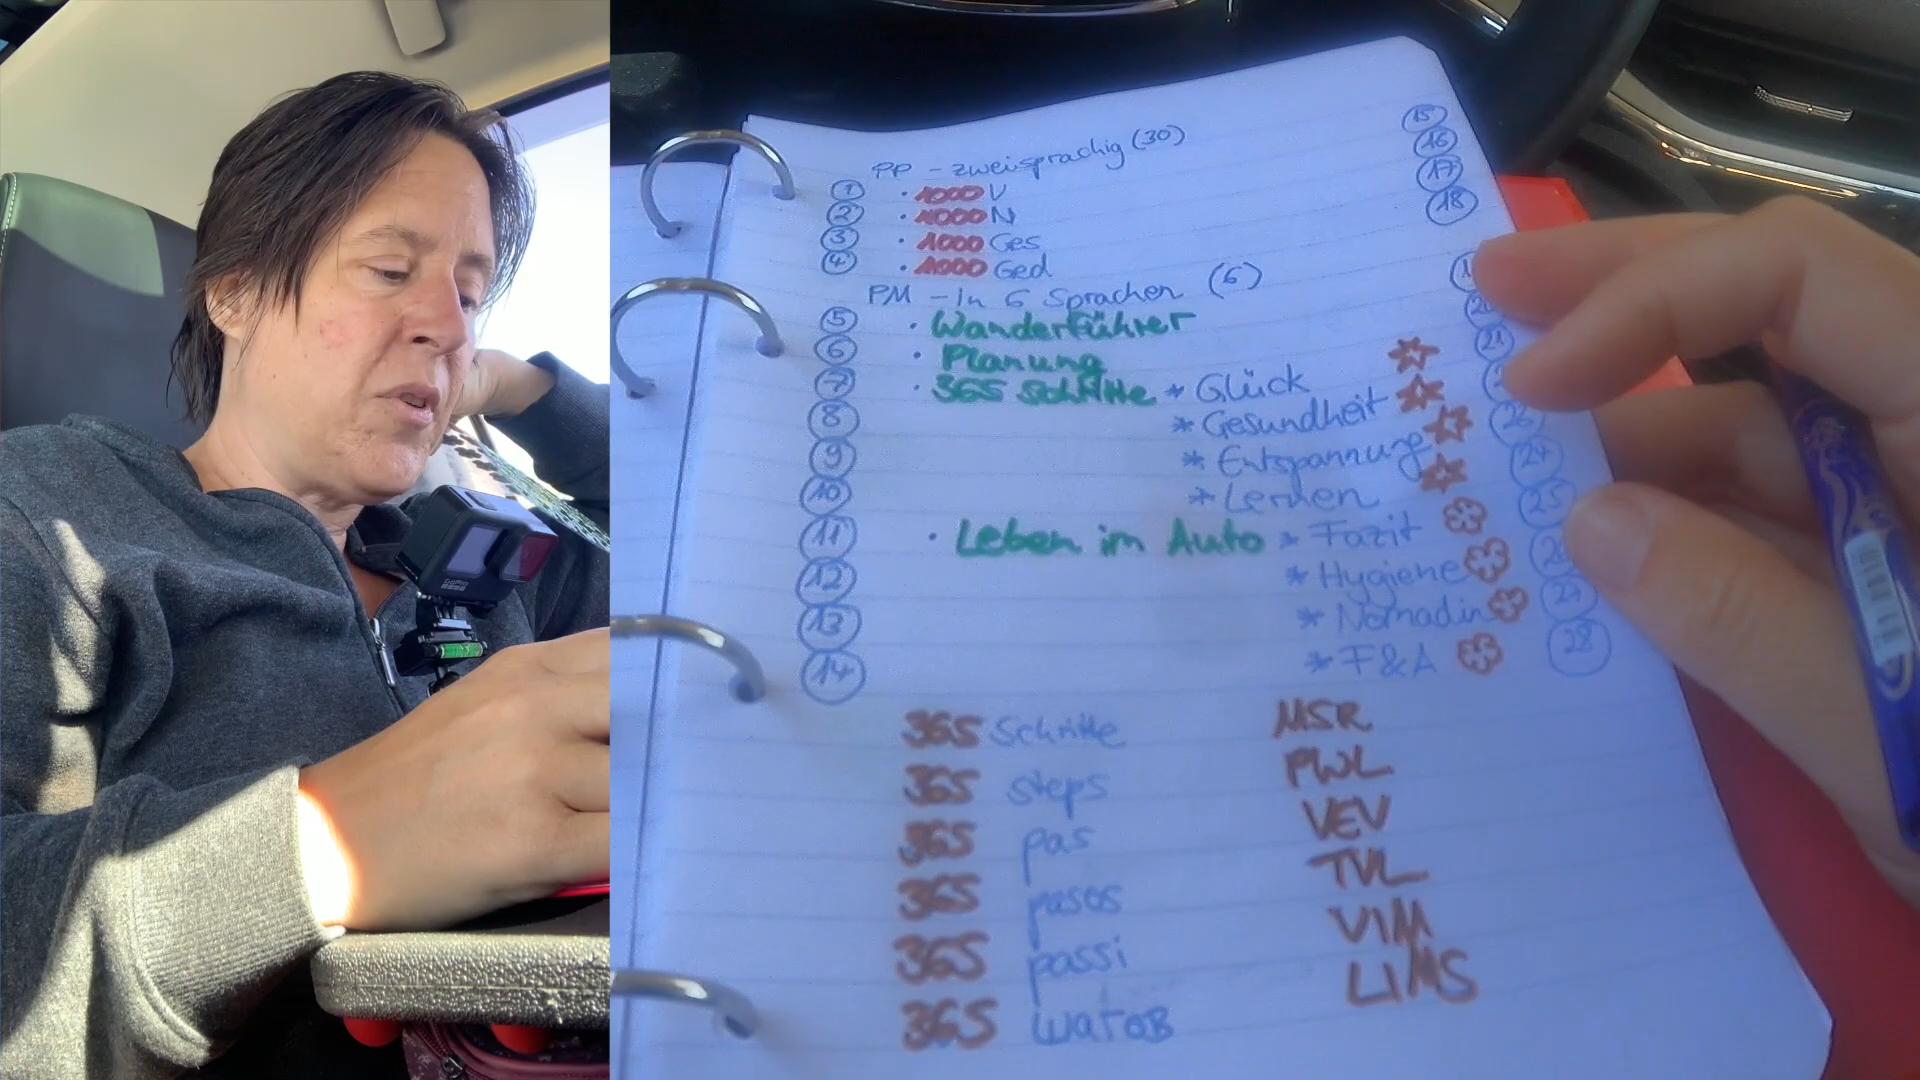 PP - zweisprachig (30)
15
16
17
18
1 · 1000 V
2 · 1000 N
3 · 1000 Ges
4 · 1000 Ged
PM - In 6 Sprachen (6)
5 · Wanderführer
6 · Planung
21
7 · 365 Schritte * Glück
8 * Gesundheit
9 * Entspannung
24
10 * Lernen
25
11 · Leben im Auto * Fazit
12 * Hygiene
13 * Nomadin
27
14 * F&A
28
365 Schritte MSR
365 steps PWL
365 pas VEV
365 pasos TVL
365 passi VIM
365 шагов LIMS
GoPro